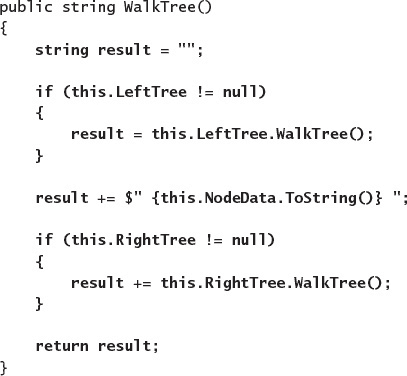 public string WalkTree()
{
    string result = "";

    if (this.LeftTree != null)
    {
        result = this.LeftTree.WalkTree();
    }

    result += $" {this.NodeData.ToString()} ";

    if (this.RightTree != null)
    {
        result += this.RightTree.WalkTree();
    }

    return result;
}